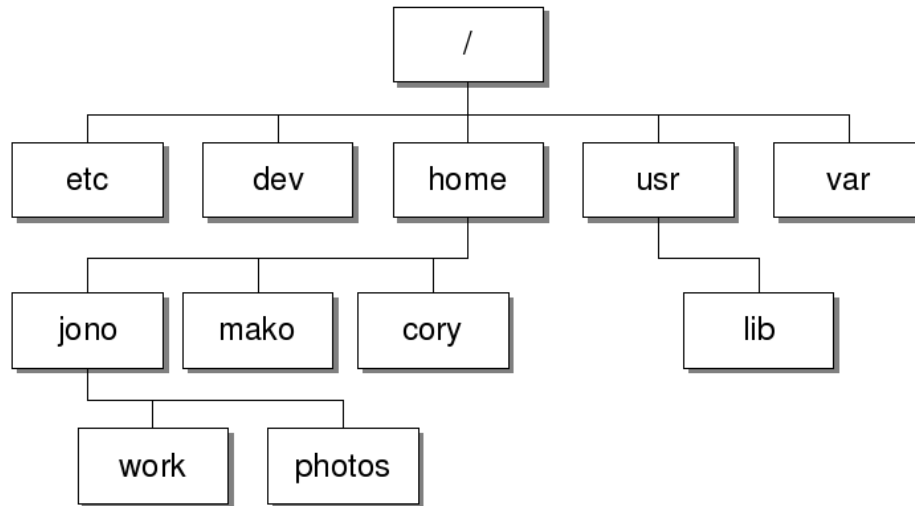 /
etc dev home usr var
jono mako cory lib
work photos